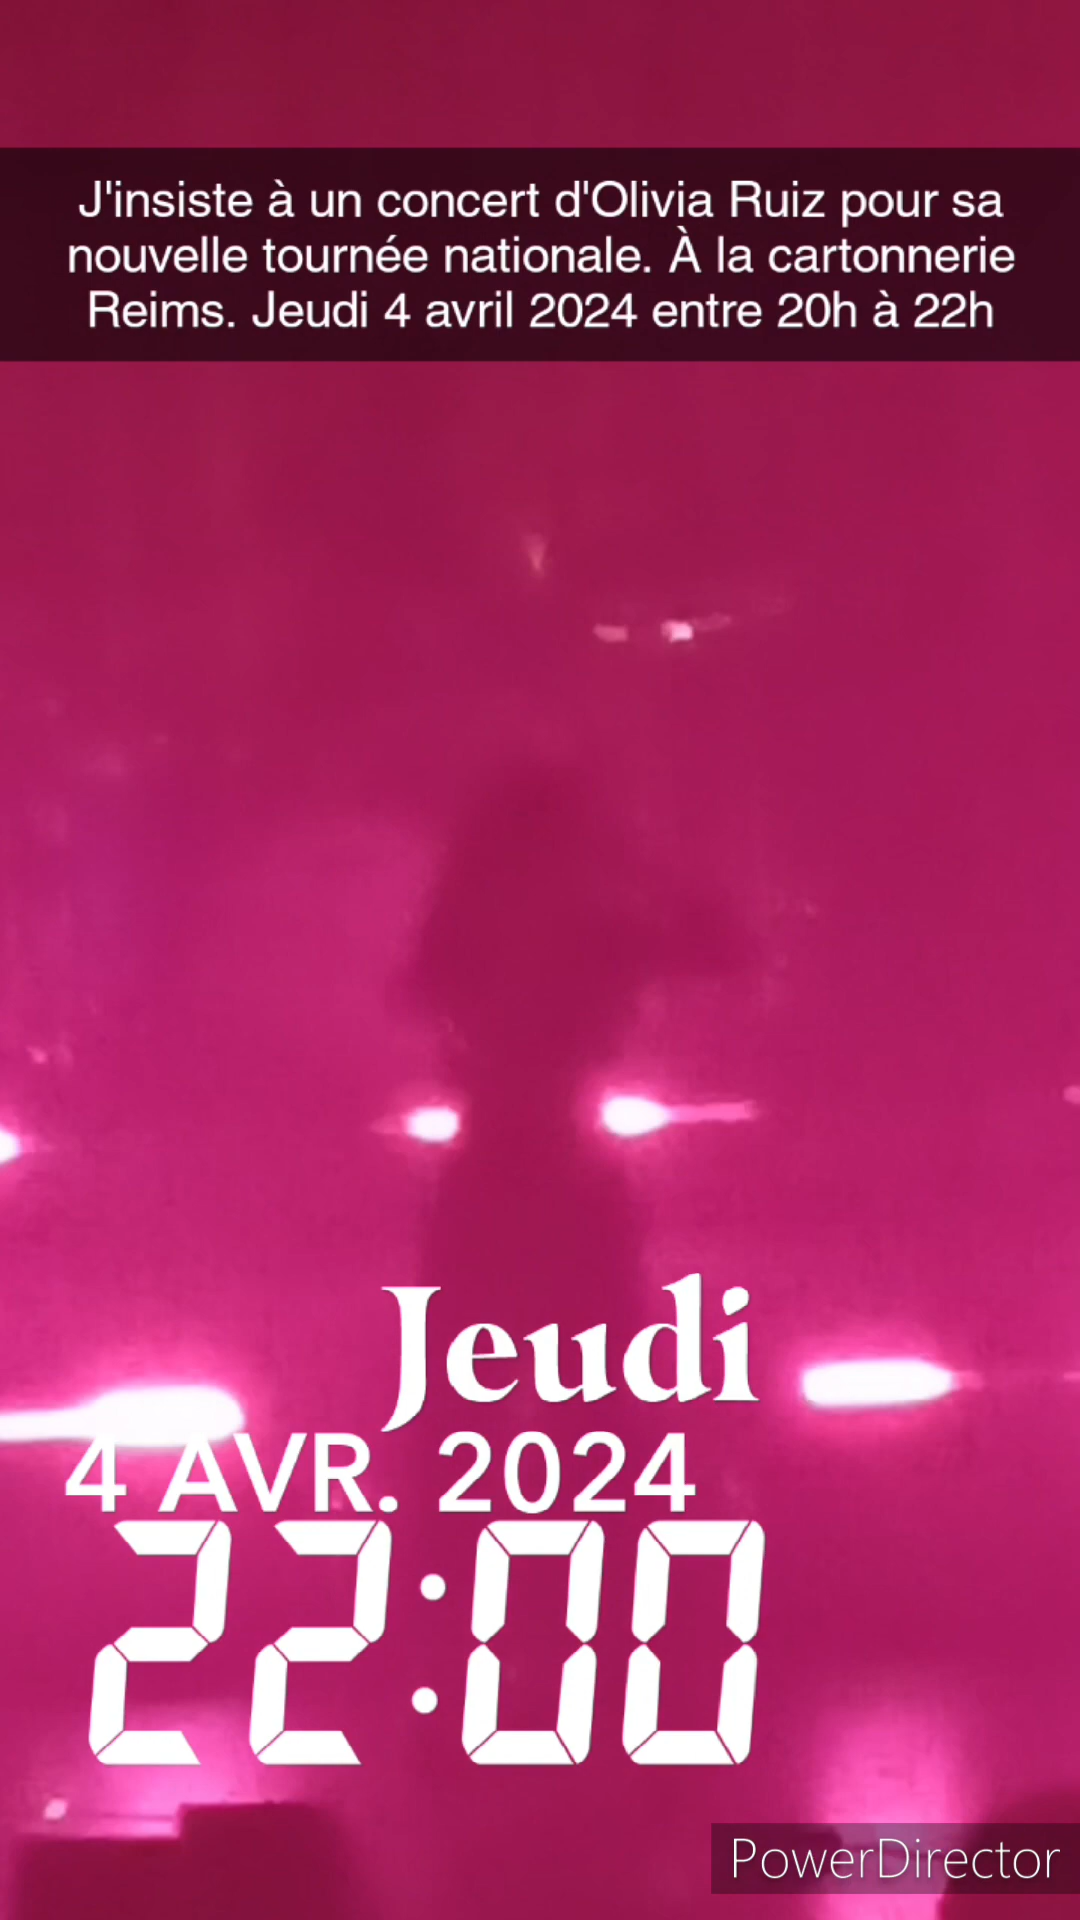 J'insiste à un concert d'Olivia Ruiz pour sa
nouvelle tournée nationale. À la cartonnerie
Reims. Jeudi 4 avril 2024 entre 20h à 22h
Jeudi
4 AVR. 2024
22:00
PowerDirector